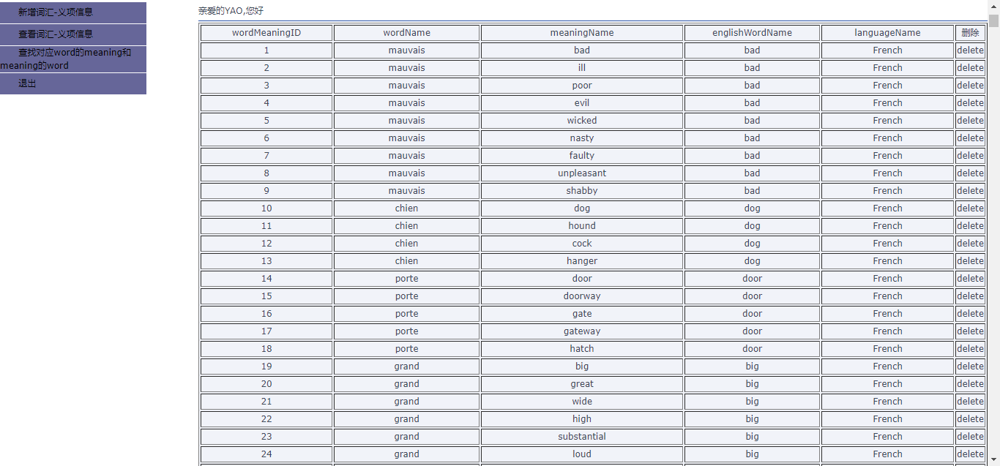 新增词汇-义项信息
查看词汇-义项信息
查找对应word的meaning和
meaning的word
退出
亲爱的YAO,您好
wordMeaningID wordName meaningName englishWordName languageName 删除
1 mauvais bad bad French delete
2 mauvais ill bad French delete
3 mauvais poor bad French delete
4 mauvais evil bad French delete
5 mauvais wicked bad French delete
6 mauvais nasty bad French delete
7 mauvais faulty bad French delete
8 mauvais unpleasant bad French delete
9 mauvais shabby bad French delete
10 chien dog dog French delete
11 chien hound dog French delete
12 chien cock dog French delete
13 chien hanger dog French delete
14 porte door door French delete
15 porte doorway door French delete
16 porte gate door French delete
17 porte gateway door French delete
18 porte hatch door French delete
19 grand big big French delete
20 grand great big French delete
21 grand wide big French delete
22 grand high big French delete
23 grand substantial big French delete
24 grand loud big French delete